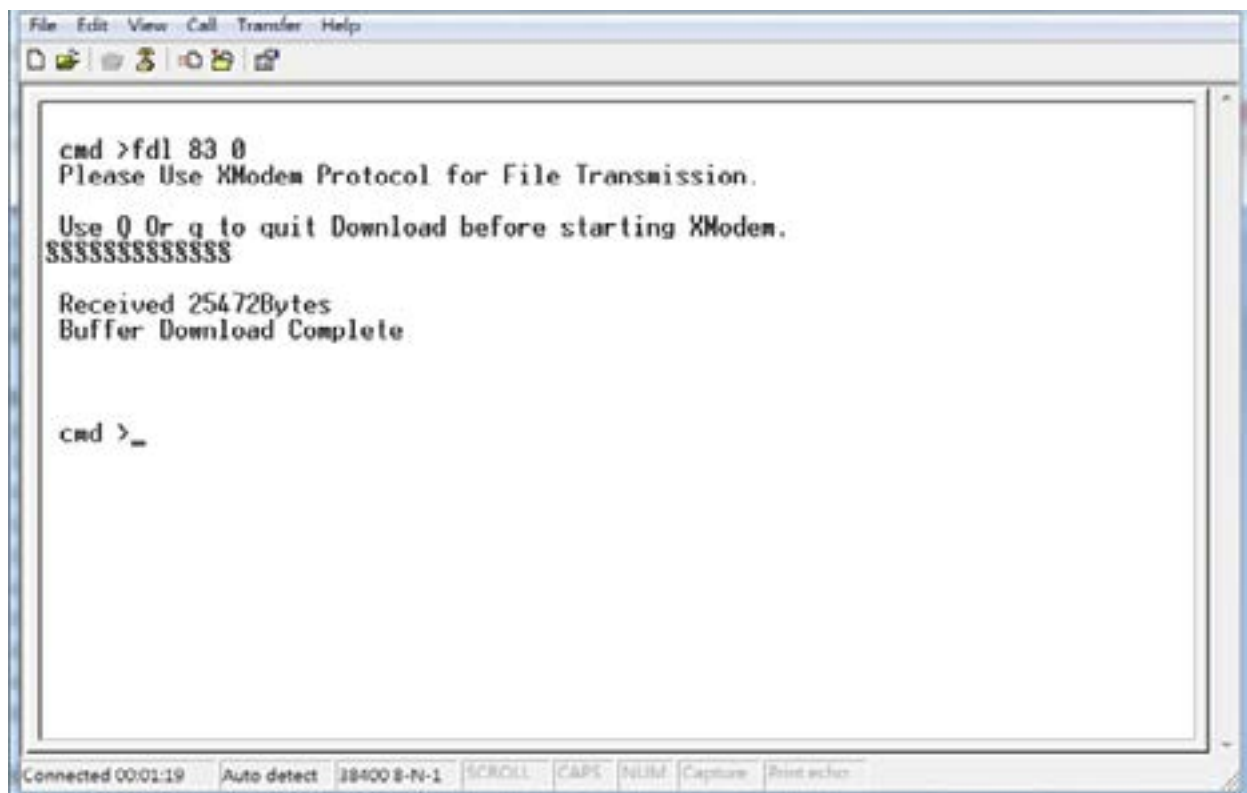 File Edit View Call Transfer Help
cmd >fdl 83 0
Please Use XModem Protocol for File Transmission.
Use Q Or q to quit Download before starting XModem.
§§§§§§§§§§§§§
Received 25472Bytes
Buffer Download Complete
cmd >_
Connected 00:01:19 Auto detect 38400 8-N-1 SCROLL CAPS NUM Capture Print echo